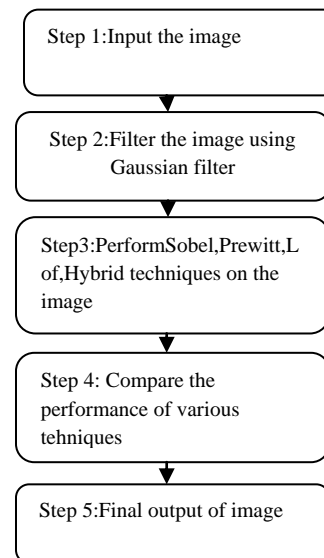 Step 1:Input the image
Step 2:Filter the image using
Gaussian filter
Step3:PerformSobel,Prewitt,L
of,Hybrid techniques on the
image
Step 4: Compare the
performance of various
tehniques
Step 5:Final output of image